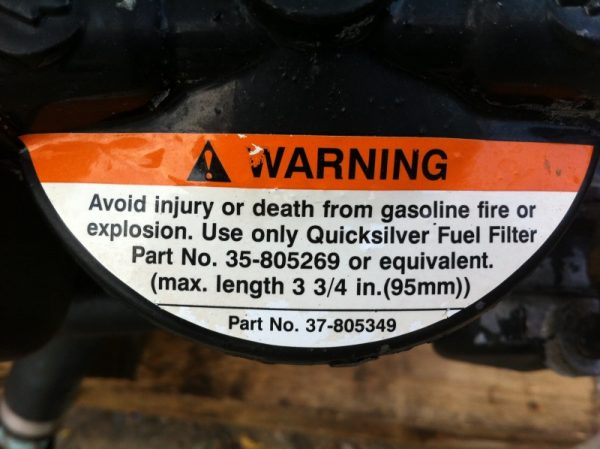 WARNING
Avoid injury or death from gasoline fire or
explosion. Use only Quicksilver Fuel Filter
Part No. 35-805269 or equivalent.
(max. length 3 3/4 in.(95mm))
Part No. 37-805349